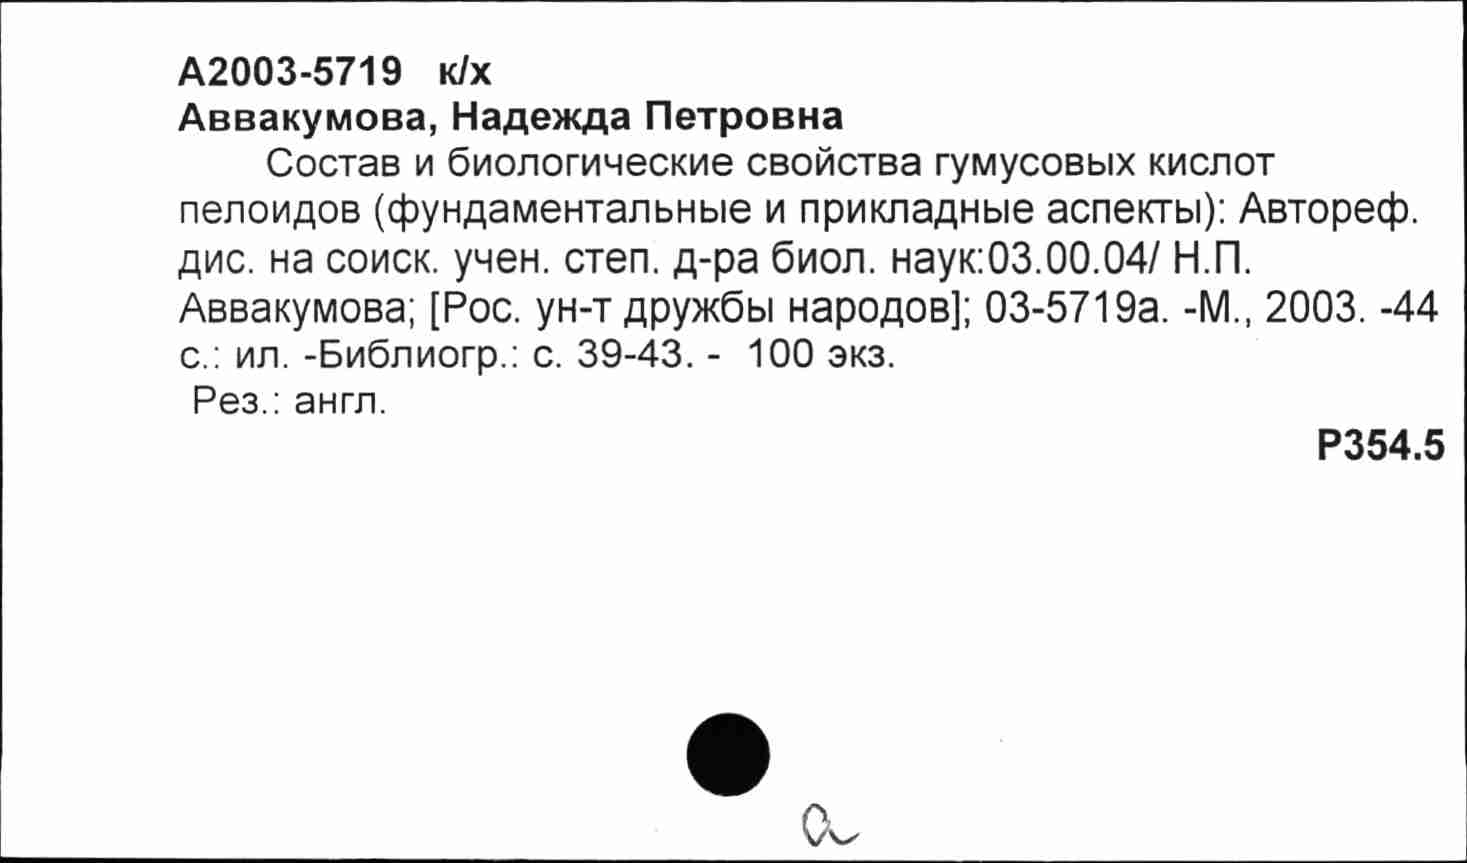 А2003-5719 к/х
Аввакумова, Надежда Петровна
Состав и биологические свойства гумусовых кислот
пелоидов (фундаментальные и прикладные аспекты): Автореф.
дис. на соиск. учен. степ. д-ра биол. наук:03.00.04/ Н.П.
Аввакумова; [Рос. ун-т дружбы народов]; 03-5719а. -М., 2003. -44
с.: ил. -Библиогр.: с. 39-43. - 100 экз.
Рез.: англ.
Р354.5
а